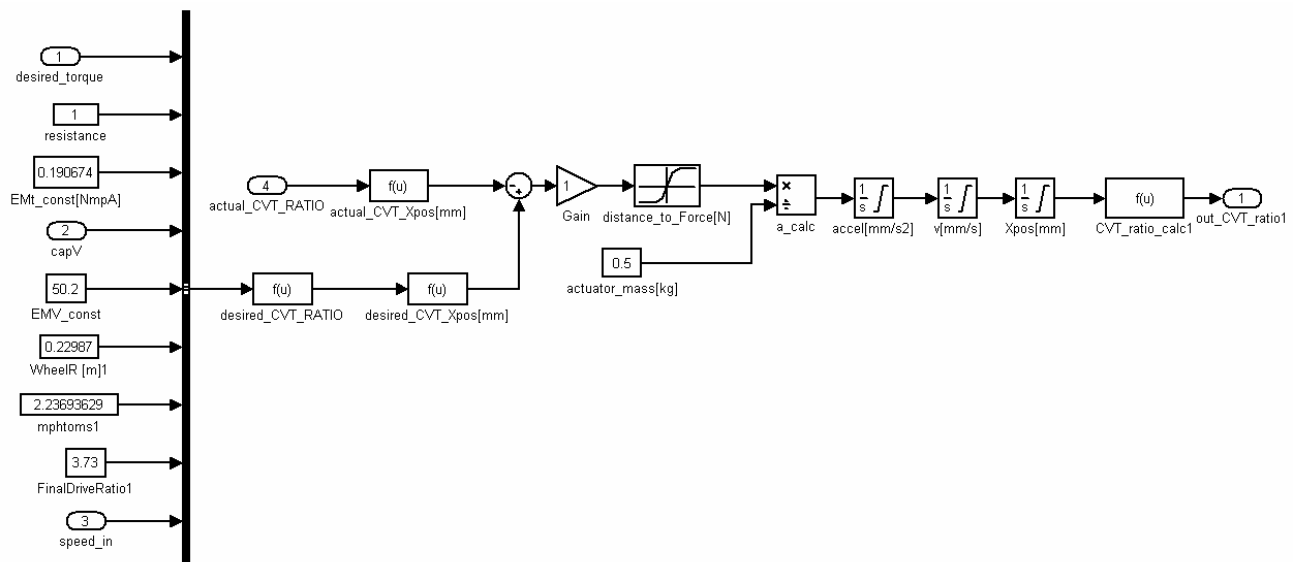 1
desired_torque
1
resistance
0.190674
EMt_const[NmpA]
2
capV
50.2
EMV_const
0.22987
WheelR [m]1
2.23693629
mphtoms1
3.73
FinalDriveRatio1
3
speed_in
4
actual_CVT_RATIO
f(u)
actual_CVT_Xpos[mm]
f(u)
desired_CVT_RATIO
f(u)
desired_CVT_Xpos[mm]
- +
1
Gain
distance_to_Force[N]
0.5
actuator_mass[kg]
×
÷
a_calc
1
s
accel[mm/s2]
1
s
v[mm/s]
1
s
Xpos[mm]
f(u)
CVT_ratio_calc1
1
out_CVT_ratio1